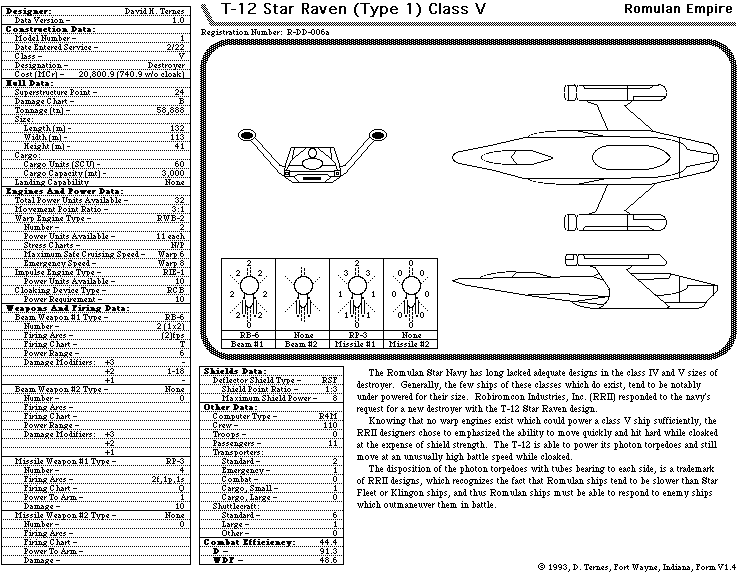 T-12 Star Raven (Type 1) Class V
Romulan Empire
Registration Number: R-DD-006a
Designer: David H. Ternes
Data Version - 1.0
Construction Data:
Model Number - 1
Date Entered Service - 2/22
Class - V
Designation - Destroyer
Cost (MCr) - 20,800.9 (740.9 w/o cloak)
Hull Data:
Superstructure Point - 24
Damage Chart - B
Tonnage (tn) - 58,888
Size:
Length (m) - 132
Width (m) - 113
Height (m) - 41
Cargo:
Cargo Units (SCU) - 60
Cargo Capacity (mt) - 3,000
Landing Capability None
Engines And Power Data:
Total Power Units Available - 32
Movement Point Ratio - 3:1
Warp Engine Type - RWB-2
Number - 2
Power Units Available - 11 each
Stress Charts - N/P
Maximum Safe Cruising Speed - Warp 6
Emergency Speed - Warp 8
Impulse Engine Type - RIE-1
Power Units Available - 10
Cloaking Device Type - RCB
Power Requirement - 10
Weapons And Firing Data:
Beam Weapon #1 Type - RB-6
Number - 2 (1x2)
Firing Arcs - (2)fps
Firing Chart - T
Power Range - 6
Damage Modifiers: +3 -
+2 1-18
+1 -
Beam Weapon #2 Type - None
Number - 0
Firing Arcs -
Firing Chart -
Power Range -
Damage Modifiers: +3
+2
+1
Missile Weapon #1 Type - RP-3
Number - 4
Firing Arcs - 2f,1p,1s
Firing Chart - O
Power To Arm - 1
Damage - 10
Missile Weapon #2 Type - None
Number - 0
Firing Arcs -
Firing Chart -
Power To Arm -
Damage -
2
2 2
2 2
0
0
3 3
1 1
0
0
0 0
0 0
0
RB-6 None RP-3 None
Beam #1 Beam #2 Missile #1 Missile #2
Shields Data:
Deflector Shield Type - RSF
Shield Point Ratio - 1:3
Maximum Shield Power - 8
Other Data:
Computer Type - R4M
Crew - 110
Troops - 0
Passengers - 11
Transporters:
Standard - 2
Emergency - 1
Combat - 0
Cargo, Small - 1
Cargo, Large - 0
Shuttlecraft:
Standard - 6
Large - 1
Other - 0
Combat Efficiency: 44.4
D - 91.3
WDF - 48.6
The Romulan Star Navy has long lacked adequate designs in the class IV and V sizes of
destroyer. Generally, the few ships of these classes which do exist, tend to be notably
under powered for their size. Robiromcon Industries, Inc. (RRII) responded to the navy's
request for a new destroyer with the T-12 Star Raven design.
Knowing that no warp engines exist which could power a class V ship sufficiently, the
RRII designers chose to emphasized the ability to move quickly and hit hard while cloaked
at the expense of shield strength. The T-12 is able to power its photon torpedoes and still
move at an unusually high battle speed while cloaked.
The disposition of the photon torpedoes with tubes bearing to each side, is a trademark
of RRII designs, which recognizes the fact that Romulan ships tend to be slower than Star
Fleet or Klingon ships, and thus Romulan ships must be able to respond to enemy ships
which outmaneuver them in battle.
© 1993, D. Ternes, Fort Wayne, Indiana, Form V1.4